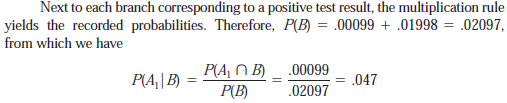 Next to each branch corresponding to a positive test result, the multiplication rule
yields the recorded probabilities. Therefore, P(B) = .00099 + .01998 = .02097,
from which we have
P(A₁|B) = P(A₁ ∩ B) / P(B) = .00099 / .02097 = .047